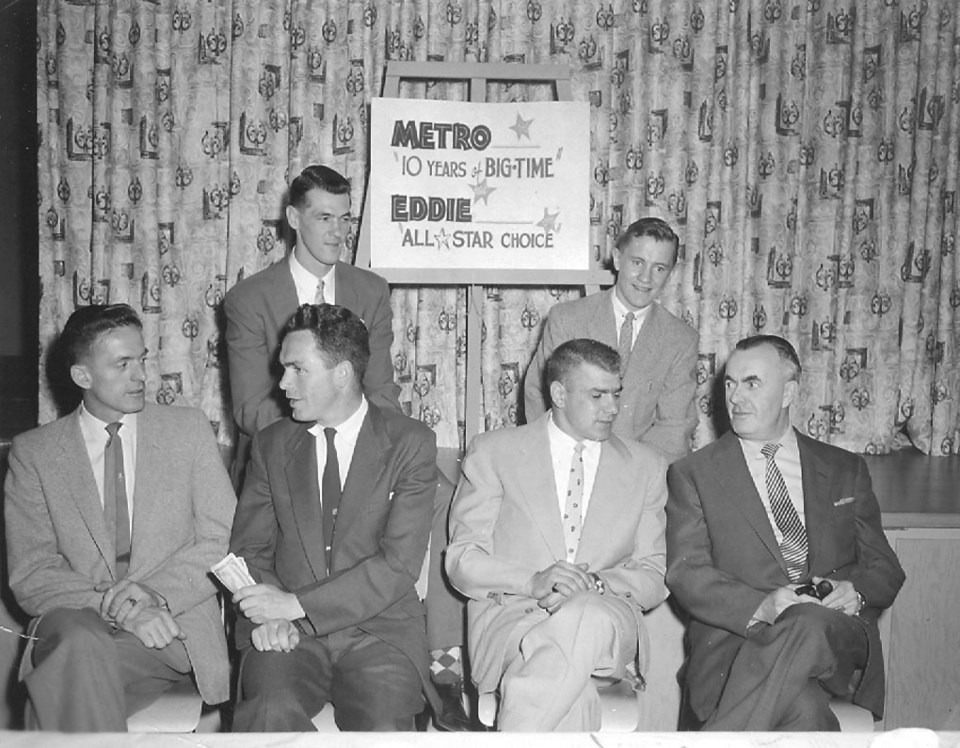 METRO
"10 YEARS of BIG-TIME"
EDDIE
"ALL STAR CHOICE"